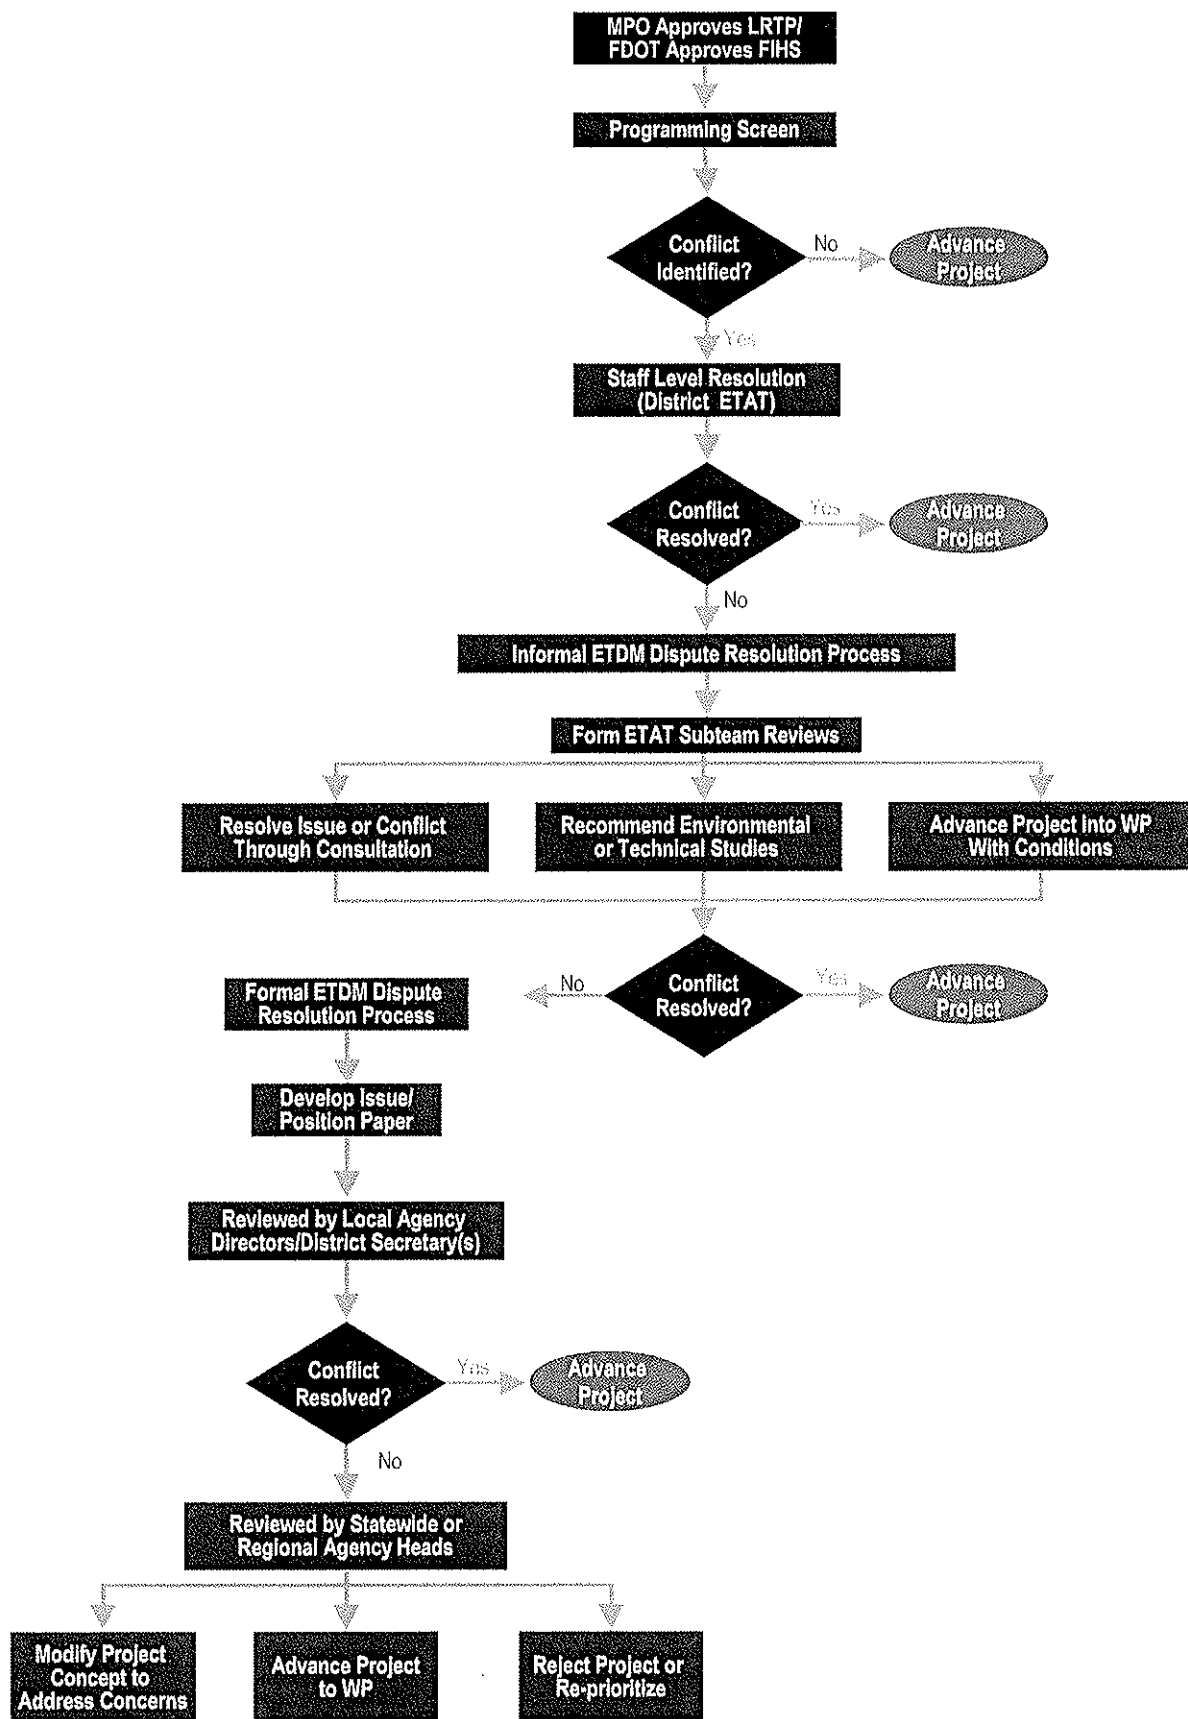 MPO Approves LRTP/
FDOT Approves FIHS
Programming Screen
Conflict
Identified?
No
Advance
Project
Yes
Staff Level Resolution
(District ETAT)
Conflict
Resolved?
Yes
Advance
Project
No
Informal ETDM Dispute Resolution Process
Form ETAT Subteam Reviews
Resolve Issue or Conflict
Through Consultation
Recommend Environmental
or Technical Studies
Advance Project Into WP
With Conditions
Conflict
Resolved?
Yes
Advance
Project
No
Formal ETDM Dispute
Resolution Process
Develop Issue/
Position Paper
Reviewed by Local Agency
Directors/District Secretary(s)
Conflict
Resolved?
Yes
Advance
Project
No
Reviewed by Statewide or
Regional Agency Heads
Modify Project
Concept to
Address Concerns
Advance Project
to WP
Reject Project or
Re-prioritize